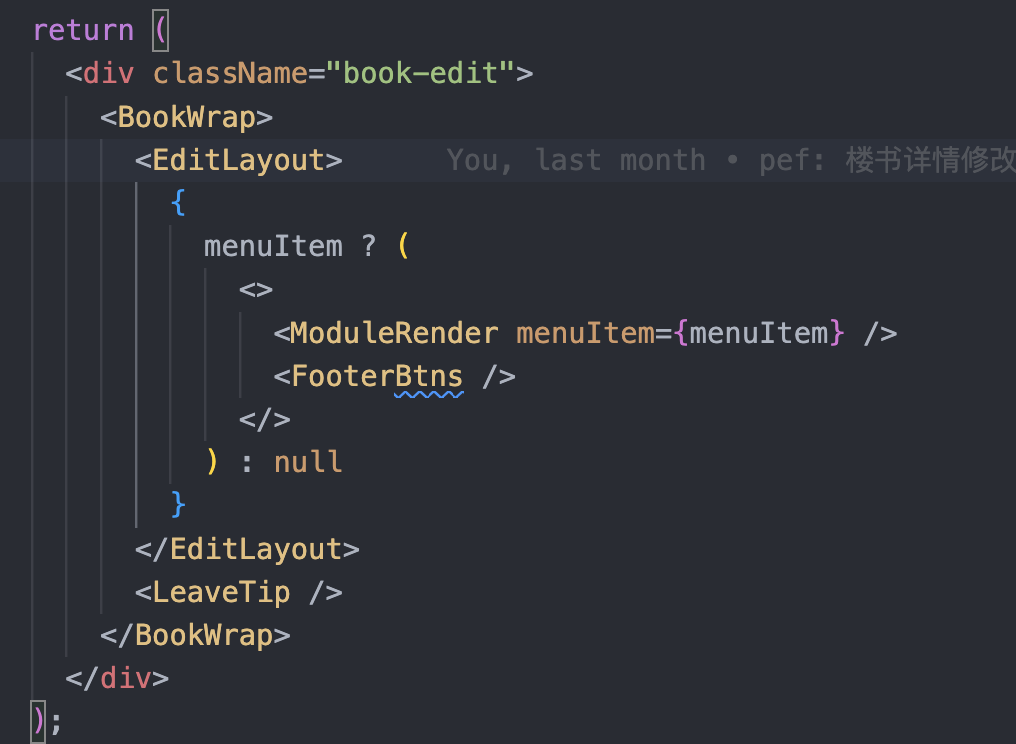 return (
<div className="book-edit">
<BookWrap>
<EditLayout> You, last month • pef: 楼书详情修改
{
menuItem ? (
<>
<ModuleRender menuItem={menuItem} />
<FooterBtns />
</>
) : null
}
</EditLayout>
<LeaveTip />
</BookWrap>
</div>
);